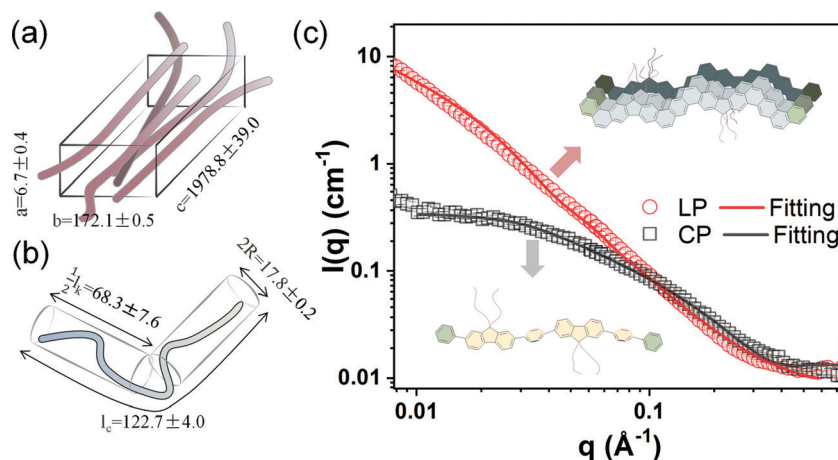 (a)
a=6.7±0.4
b=172.1±0.5
c=1978.8±39.0
(b)
½lₖ=68.3±7.6
2R=17.8±0.2
l_c=122.7±4.0
(c)
I(q) (cm⁻¹)
10
1
0.1
0.01
LP Fitting
CP Fitting
0.01 0.1
q (Å⁻¹)